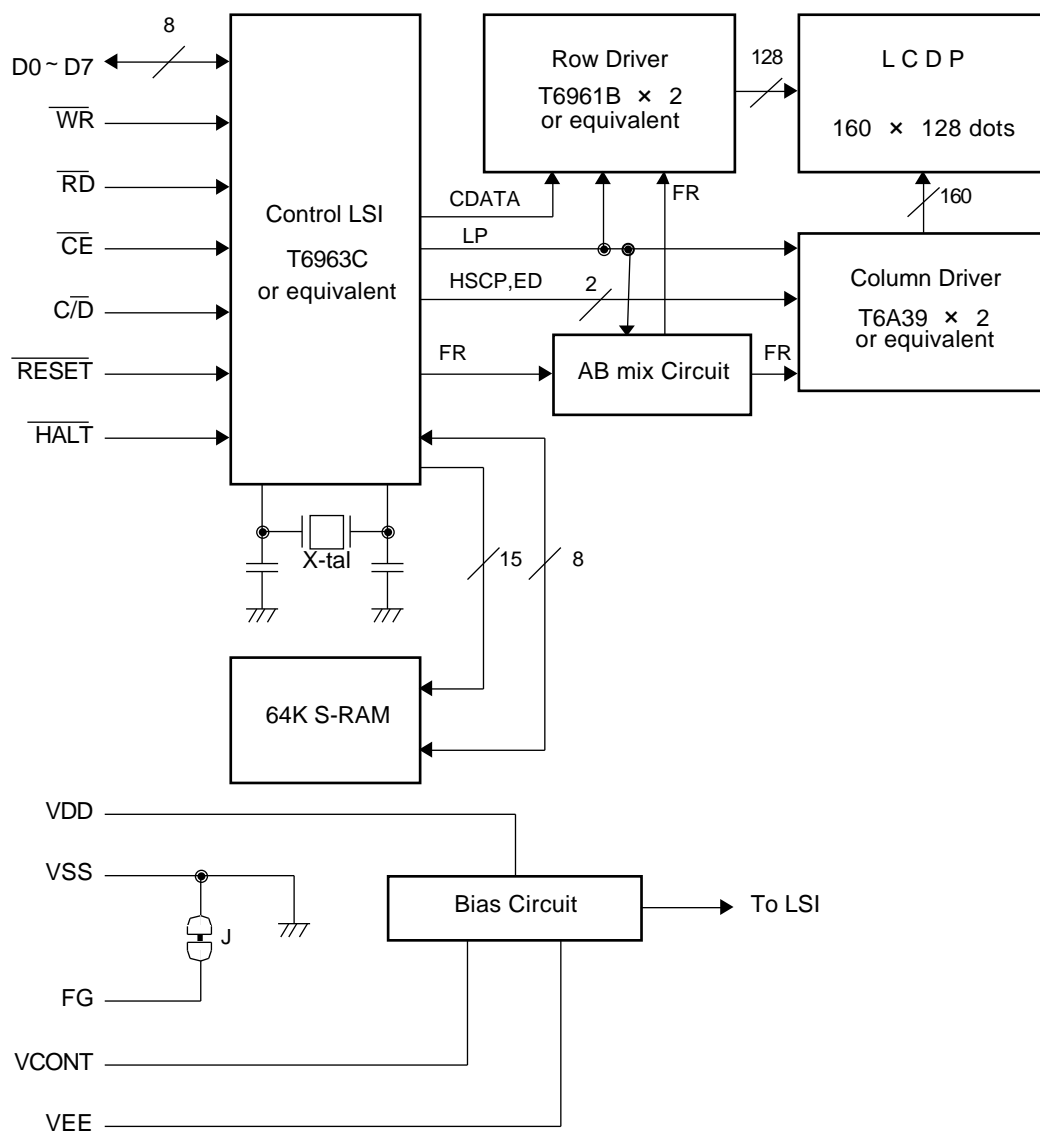 8
D0 ~ D7
WR
RD
CE
C/D
RESET
HALT
Control LSI
T6963C
or equivalent
Row Driver
T6961B × 2
or equivalent
128
L C D P
160 × 128 dots
CDATA
FR
160
LP
HSCP,ED
2
Column Driver
T6A39 × 2
or equivalent
FR
AB mix Circuit
FR
X-tal
15
8
64K S-RAM
VDD
VSS
J
FG
VCONT
VEE
Bias Circuit
To LSI